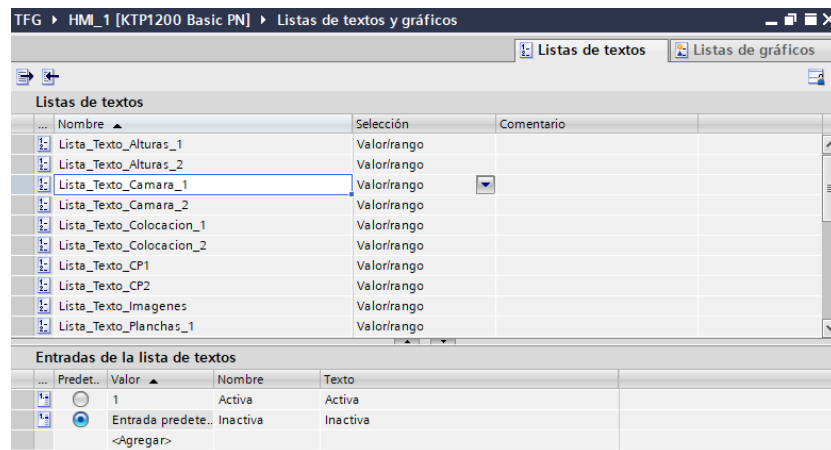 TFG ▸ HMI_1 [KTP1200 Basic PN] ▸ Listas de textos y gráficos
Listas de textos Listas de gráficos
Listas de textos
... Nombre Selección Comentario
Lista_Texto_Alturas_1 Valor/rango
Lista_Texto_Alturas_2 Valor/rango
Lista_Texto_Camara_1 Valor/rango
Lista_Texto_Camara_2 Valor/rango
Lista_Texto_Colocacion_1 Valor/rango
Lista_Texto_Colocacion_2 Valor/rango
Lista_Texto_CP1 Valor/rango
Lista_Texto_CP2 Valor/rango
Lista_Texto_Imagenes Valor/rango
Lista_Texto_Planchas_1 Valor/rango
Entradas de la lista de textos
... Predet... Valor Nombre Texto
1 Activa Activa
Entrada predete... Inactiva Inactiva
<Agregar>